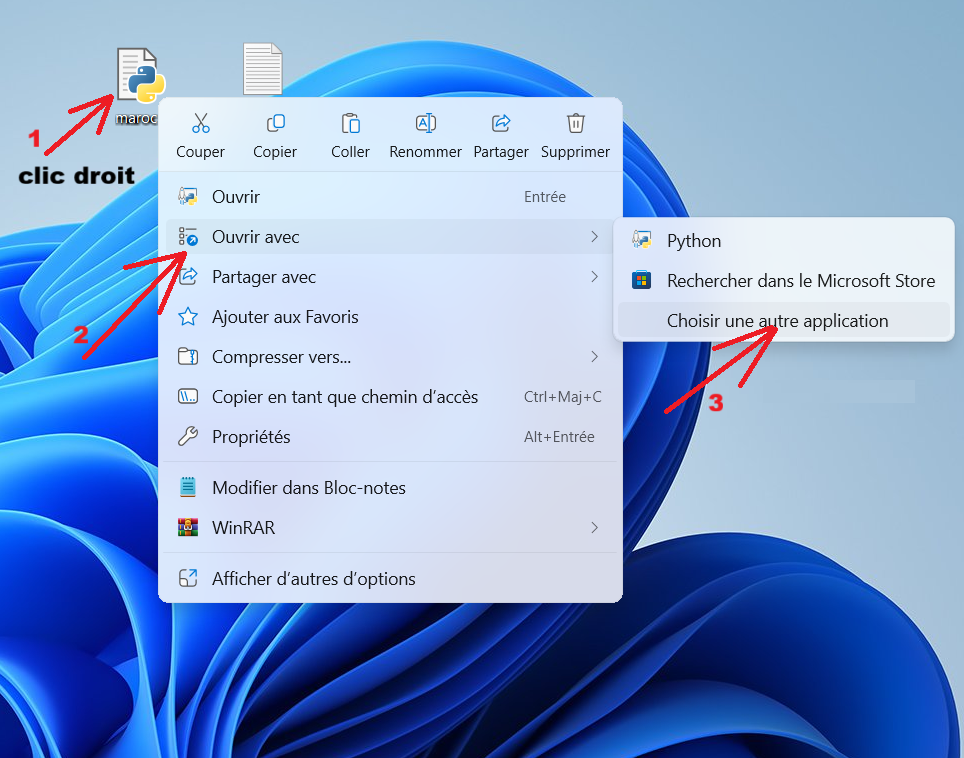 maroc
1
clic droit
Couper
Copier
Coller
Renommer
Partager
Supprimer
Ouvrir
Entrée
Ouvrir avec
2
Partager avec
Ajouter aux Favoris
Compresser vers...
Copier en tant que chemin d'accès
Ctrl+Maj+C
Propriétés
Alt+Entrée
Modifier dans Bloc-notes
WinRAR
Afficher d'autres d'options
Python
Rechercher dans le Microsoft Store
Choisir une autre application
3